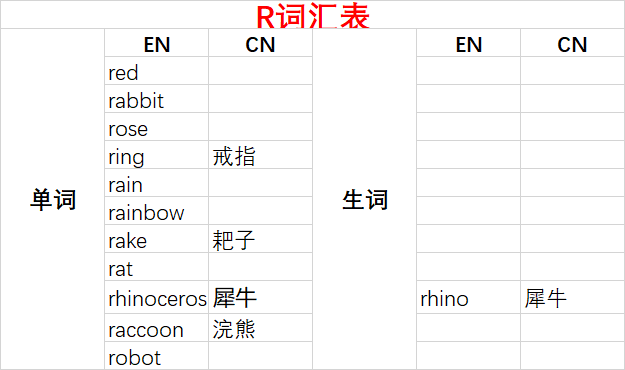 R词汇表
EN CN EN CN
red
rabbit
rose
ring 戒指
rain
单词 rainbow 生词
rake 耙子
rat
rhinoceros 犀牛 rhino 犀牛
raccoon 浣熊
robot